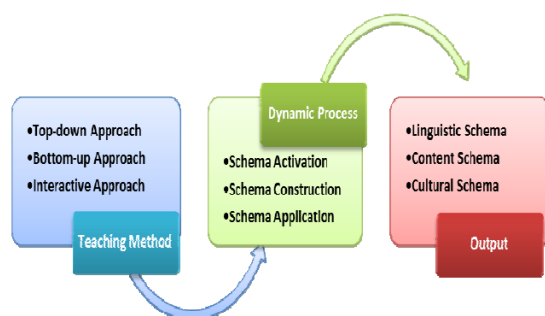 •Top-down Approach
•Bottom-up Approach
•Interactive Approach
Teaching Method
Dynamic Process
•Schema Activation
•Schema Construction
•Schema Application
•Linguistic Schema
•Content Schema
•Cultural Schema
Output